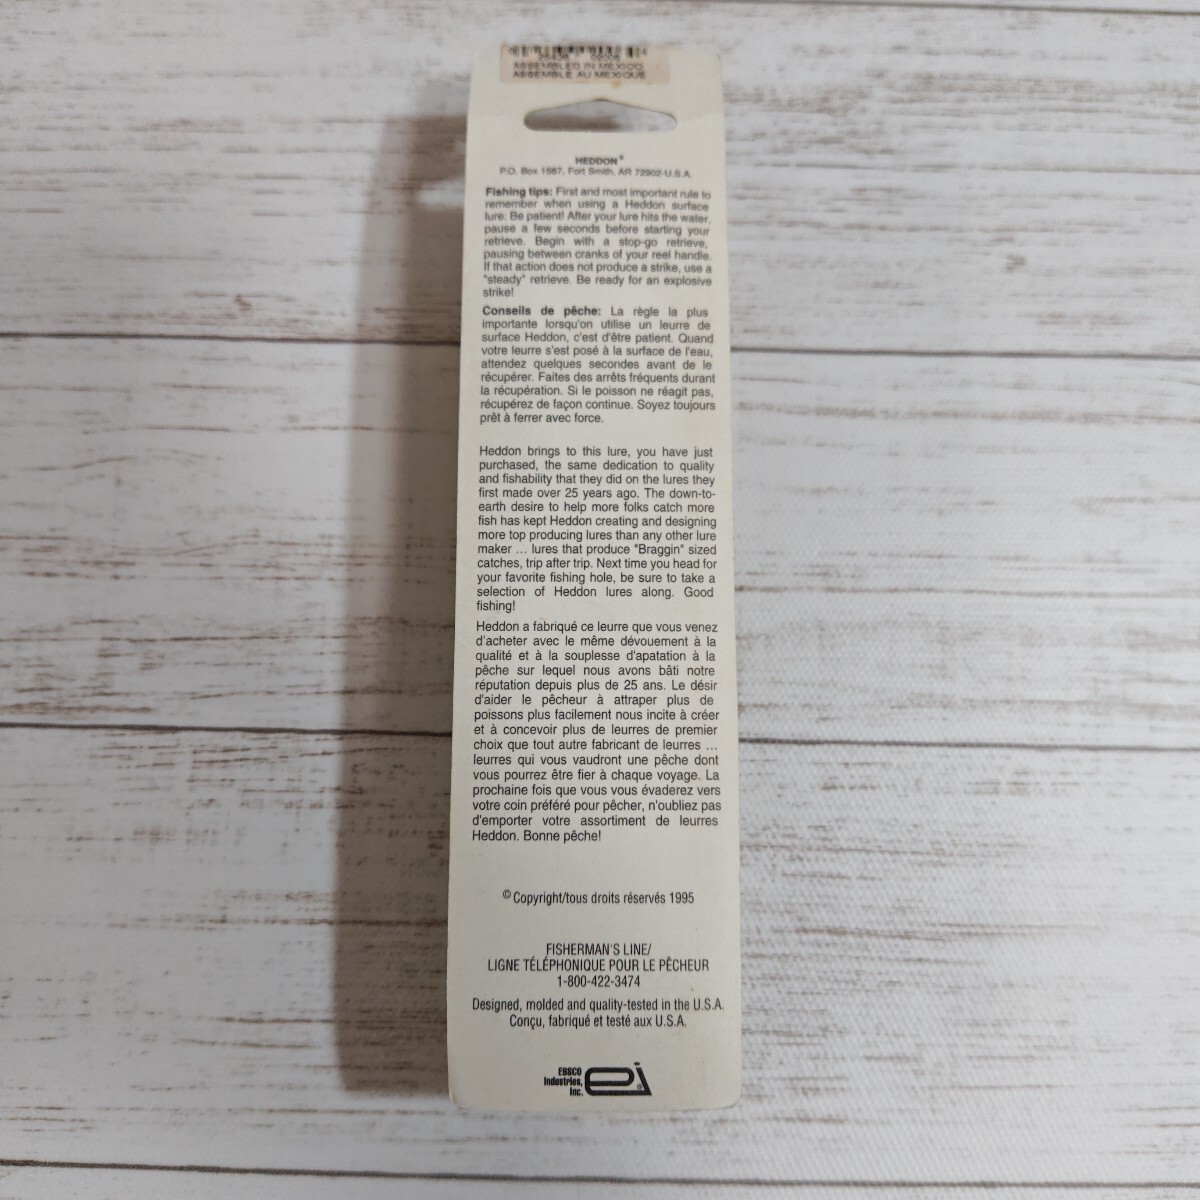 ASSEMBLED IN MEXICO
ASSEMBLE AU MEXIQUE
HEDDON®
P.O. Box 1587, Fort Smith, AR 72902 U.S.A.
Fishing tips: First and most important rule to
remember when using a Heddon surface
lure: Be patient! After your lure hits the water,
pause a few seconds before starting your
retrieve. Begin with a stop-go retrieve,
pausing between cranks of your reel handle.
If that action does not produce a strike, use a
"steady" retrieve. Be ready for an explosive
strike!
Conseils de pêche: La règle la plus
importante lorsqu'on utilise un leurre de
surface Heddon, c'est d'être patient. Quand
votre leurre s'est posé à la surface de l'eau,
attendez quelques secondes avant de le
récupérer. Faites des arrêts fréquents durant
la récupération. Si le poisson ne réagit pas,
récupérez de façon continue. Soyez toujours
prêt à ferrer avec force.
Heddon brings to this lure, you have just
purchased, the same dedication to quality
and fishability that they did on the lures they
first made over 25 years ago. The down-to-
earth desire to help more folks catch more
fish has kept Heddon creating and designing
more top producing lures than any other lure
maker ... lures that produce "Braggin" sized
catches, trip after trip. Next time you head for
your favorite fishing hole, be sure to take a
selection of Heddon lures along. Good
fishing!
Heddon a fabriqué ce leurre que vous venez
d'acheter avec le même dévouement à la
qualité et à la souplesse d'apatation à la
pêche sur lequel nous avons bâti notre
réputation depuis plus de 25 ans. Le désir
d'aider le pêcheur à attraper plus de
poissons plus facilement nous incite à créer
et à concevoir plus de leurres de premier
choix que tout autre fabricant de leurres ...
leurres qui vous vaudront une pêche dont
vous pourrez être fier à chaque voyage. La
prochaine fois que vous vous évaderez vers
votre coin préféré pour pêcher, n'oubliez pas
d'emporter votre assortiment de leurres
Heddon. Bonne pêche!
© Copyright/tous droits réservés 1995
FISHERMAN'S LINE/
LIGNE TÉLÉPHONIQUE POUR LE PÊCHEUR
1-800-422-3474
Designed, molded and quality-tested in the U.S.A.
Conçu, fabriqué et testé aux U.S.A.
EBSCO
Industries,
Inc.
ei